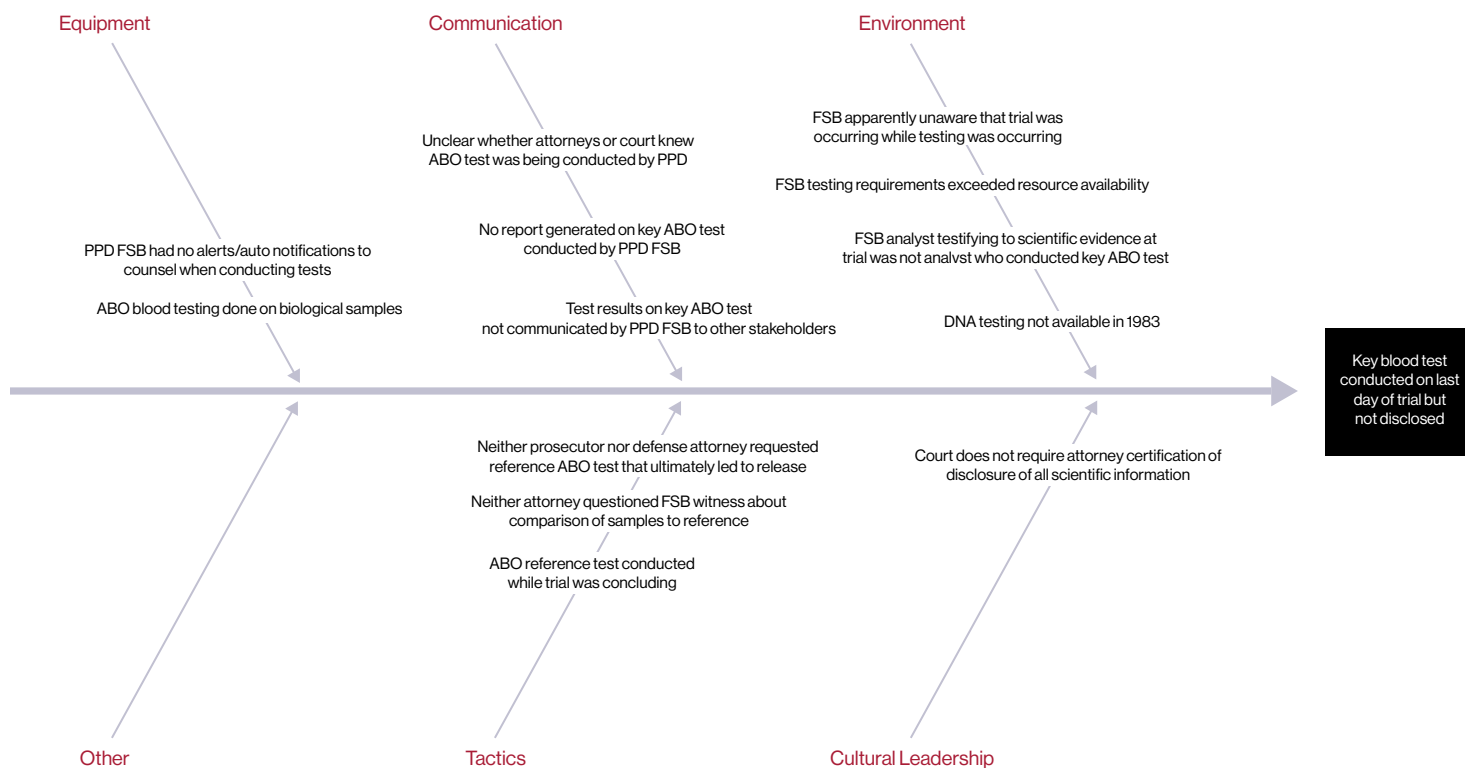 Equipment
Communication
Environment
FSB apparently unaware that trial was
occurring while testing was occurring
Unclear whether attorneys or court knew
ABO test was being conducted by PPD
FSB testing requirements exceeded resource availability
No report generated on key ABO test
conducted by PPD FSB
FSB analyst testifying to scientific evidence at
trial was not analyst who conducted key ABO test
PPD FSB had no alerts/auto notifications to
counsel when conducting tests
ABO blood testing done on biological samples
Test results on key ABO test
not communicated by PPD FSB to other stakeholders
DNA testing not available in 1983
Key blood test
conducted on last
day of trial but
not disclosed
Neither prosecutor nor defense attorney requested
reference ABO test that ultimately led to release
Court does not require attorney certification of
disclosure of all scientific information
Neither attorney questioned FSB witness about
comparison of samples to reference
ABO reference test conducted
while trial was concluding
Other
Tactics
Cultural Leadership